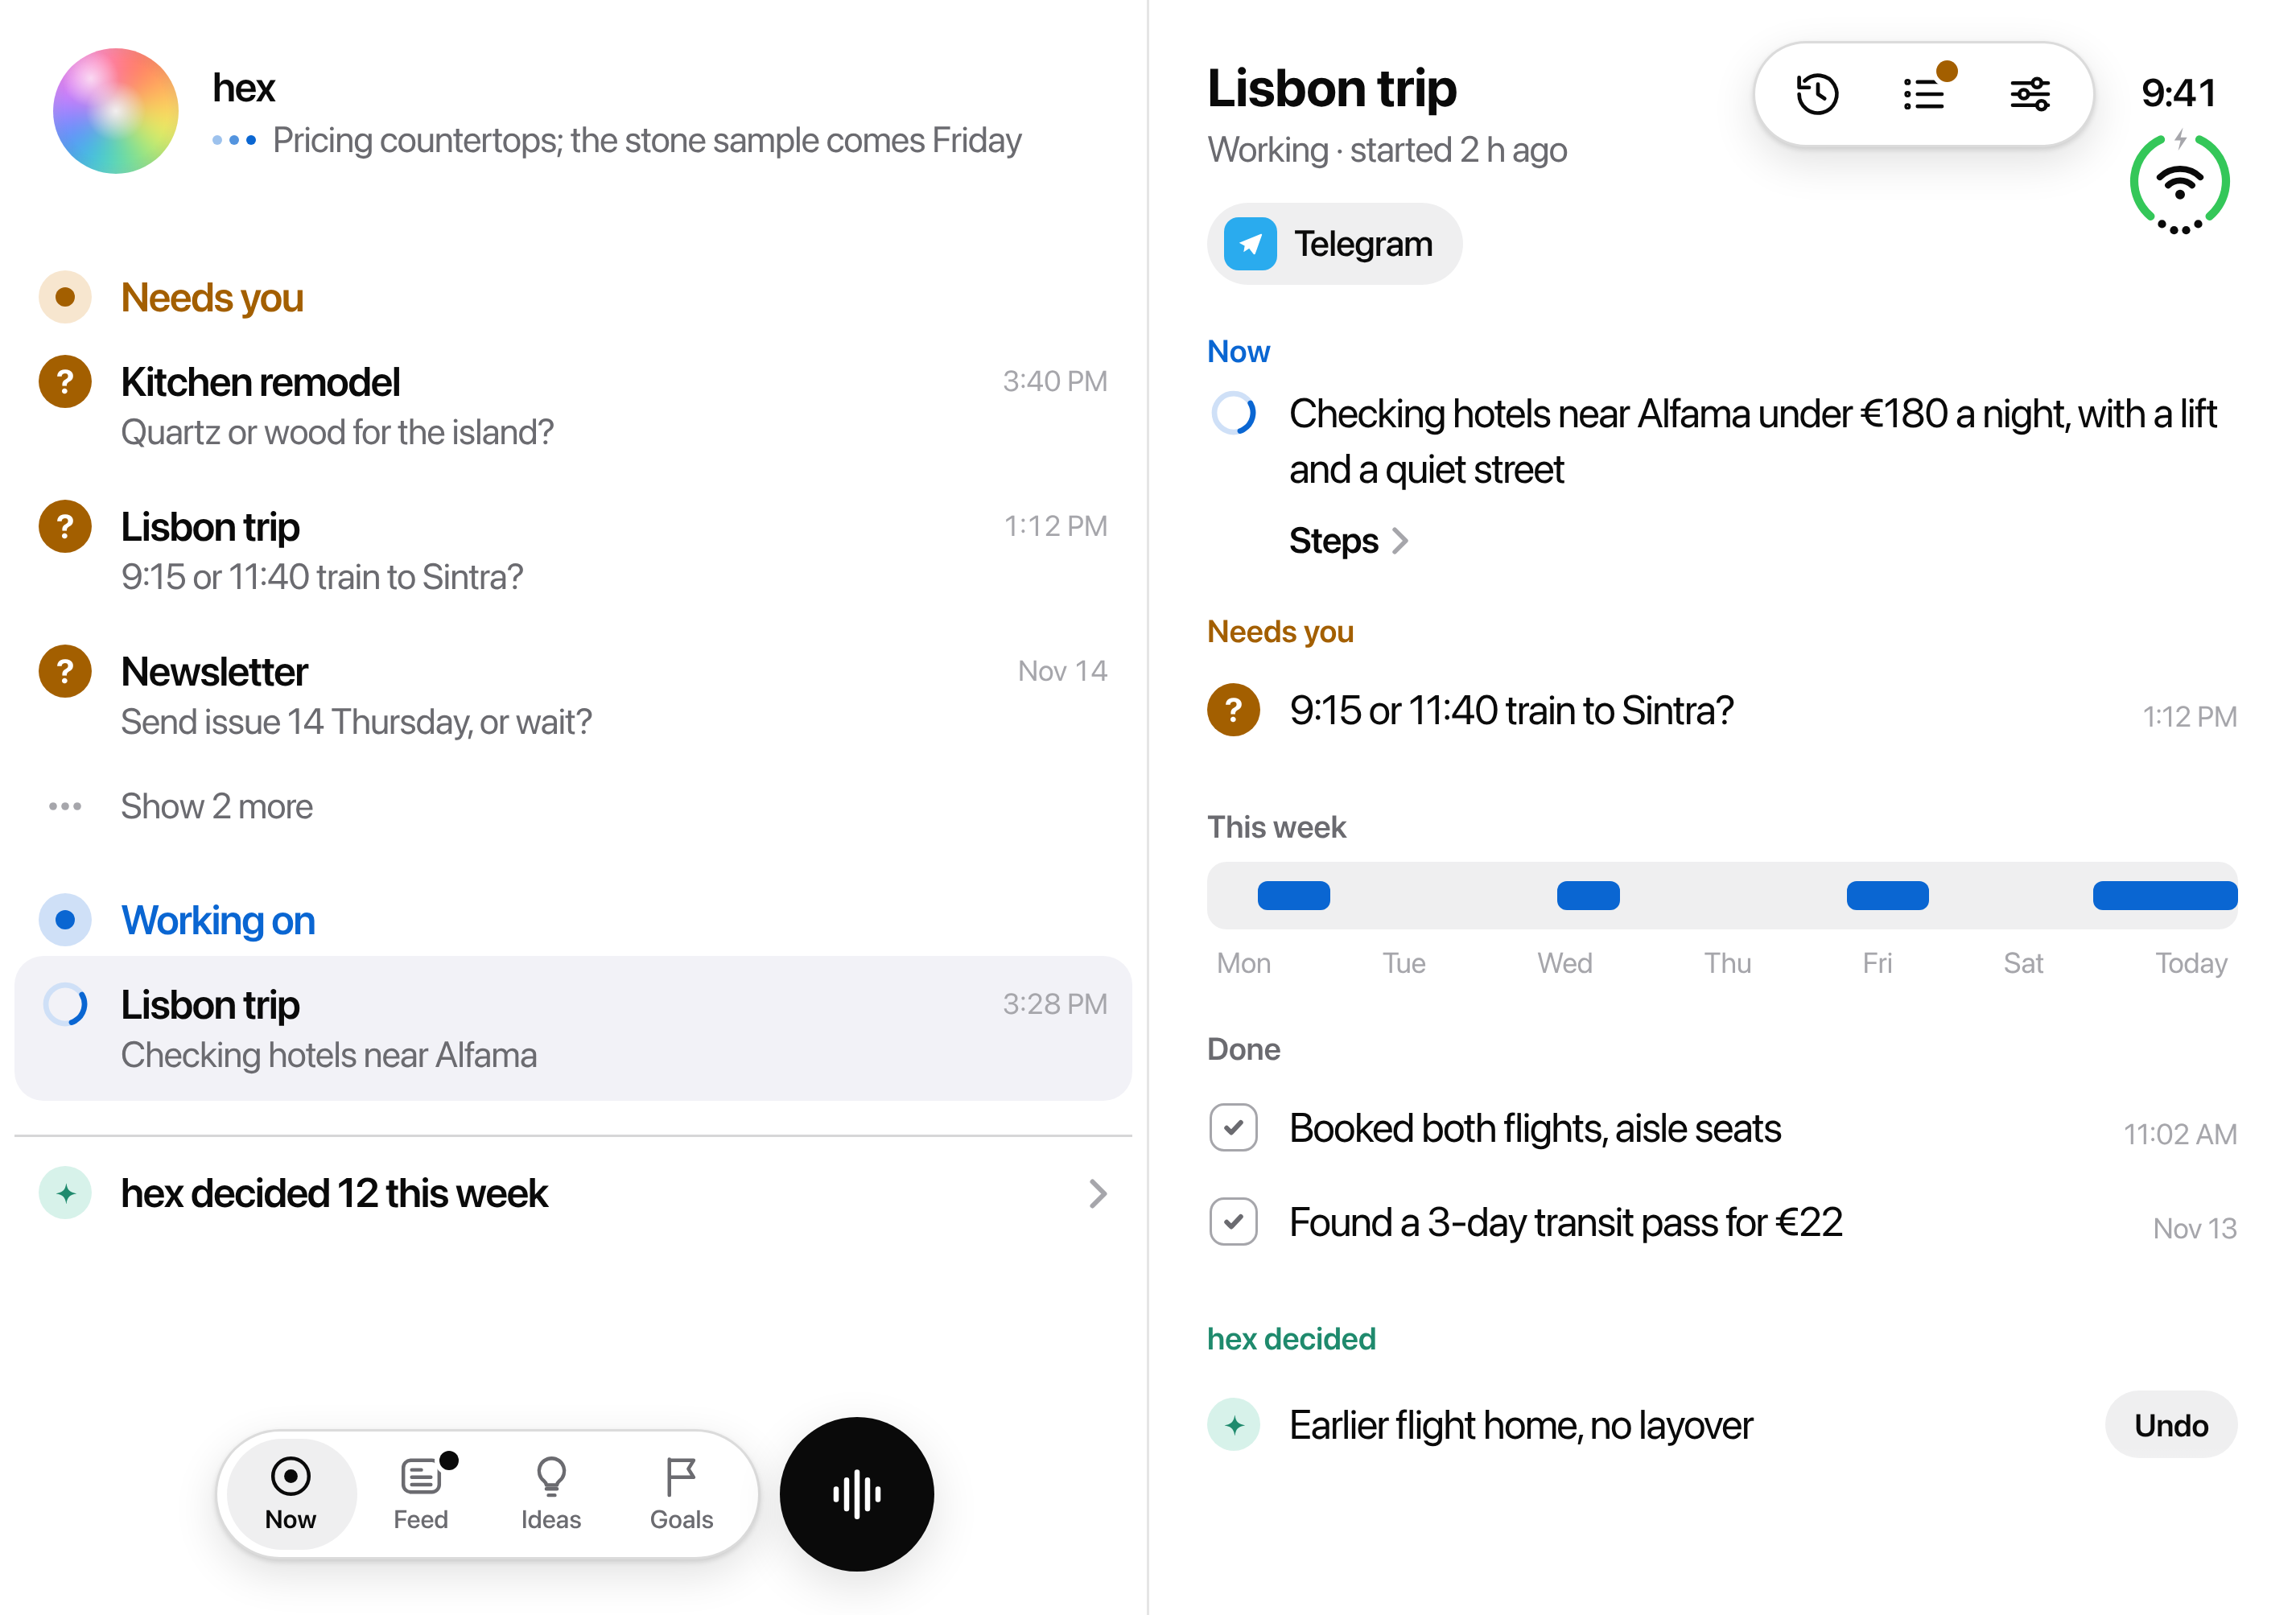 hex
Pricing countertops; the stone sample comes Friday
Needs you
Kitchen remodel
3:40 PM
Quartz or wood for the island?
Lisbon trip
1:12 PM
9:15 or 11:40 train to Sintra?
Newsletter
Nov 14
Send issue 14 Thursday, or wait?
Show 2 more
Working on
Lisbon trip
3:28 PM
Checking hotels near Alfama
hex decided 12 this week
Now
Feed
Ideas
Goals
Lisbon trip
9:41
Working · started 2 h ago
Telegram
Now
Checking hotels near Alfama under €180 a night, with a lift
and a quiet street
Steps
Needs you
9:15 or 11:40 train to Sintra?
1:12 PM
This week
Mon Tue Wed Thu Fri Sat Today
Done
Booked both flights, aisle seats
11:02 AM
Found a 3-day transit pass for €22
Nov 13
hex decided
Earlier flight home, no layover
Undo